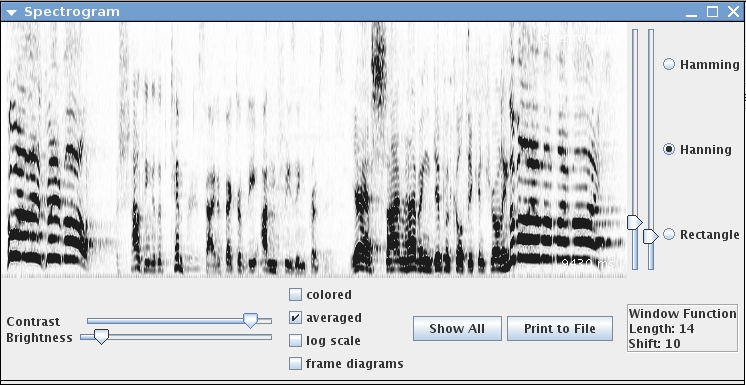 Spectrogram
Hamming
Hanning
Rectangle
Contrast
Brightness
colored
averaged
log scale
frame diagrams
Show All
Print to File
Window Function
Length: 14
Shift: 10